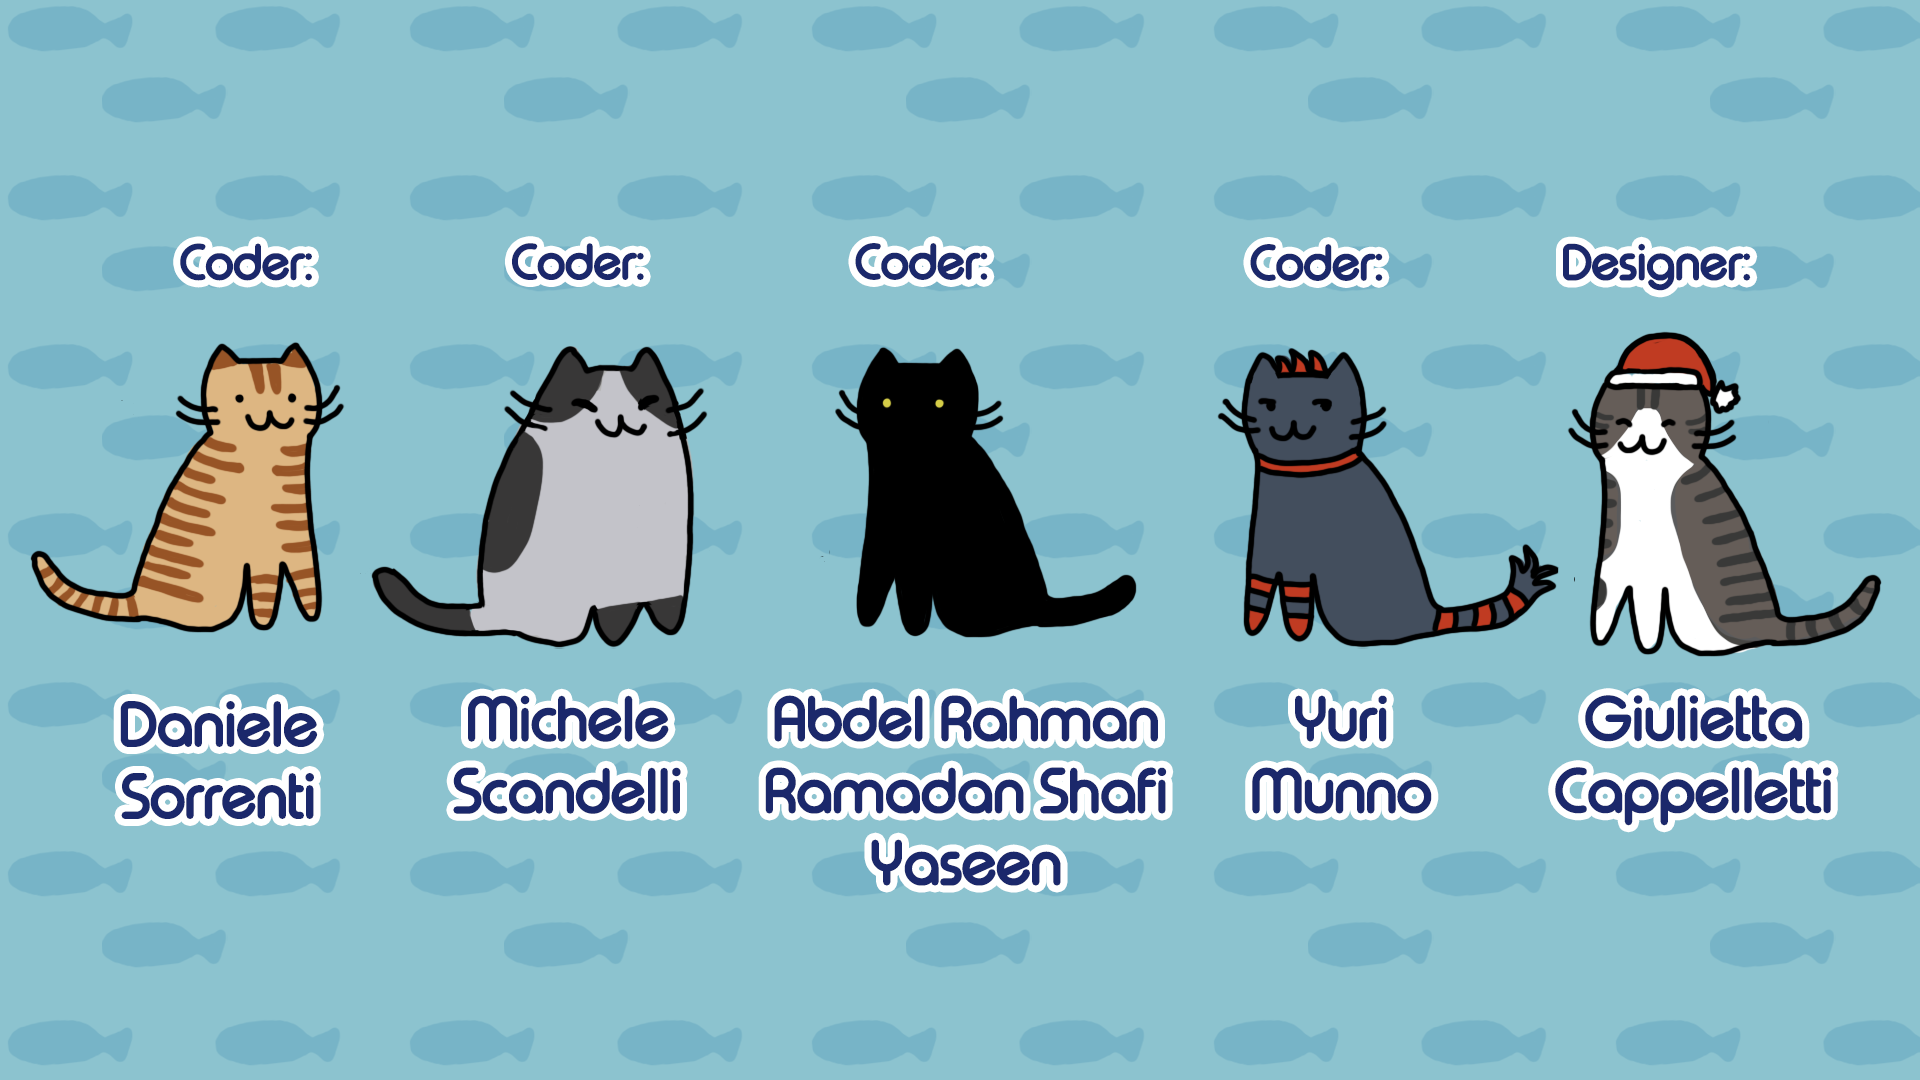 Coder:
Coder:
Coder:
Coder:
Designer:
Daniele
Sorrenti
Michele
Scandelli
Abdel Rahman
Ramadan Shafi
Yaseen
Yuri
Munno
Giulietta
Cappelletti